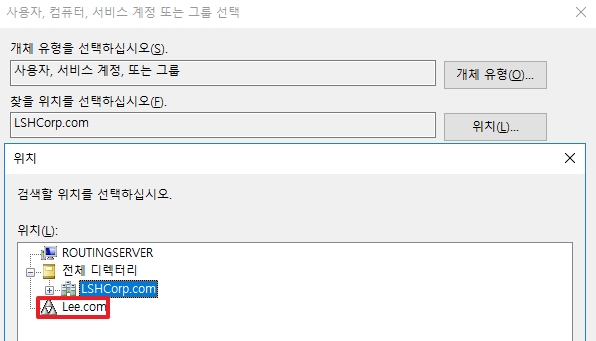 사용자, 컴퓨터, 서비스 계정 또는 그룹 선택
개체 유형을 선택하십시오(S).
사용자, 서비스 계정, 또는 그룹
개체 유형(O)...
찾을 위치를 선택하십시오(F).
LSHCorp.com
위치(L)...
위치
검색할 위치를 선택하십시오.
위치(L):
ROUTINGSERVER
전체 디렉터리
LSHCorp.com
Lee.com